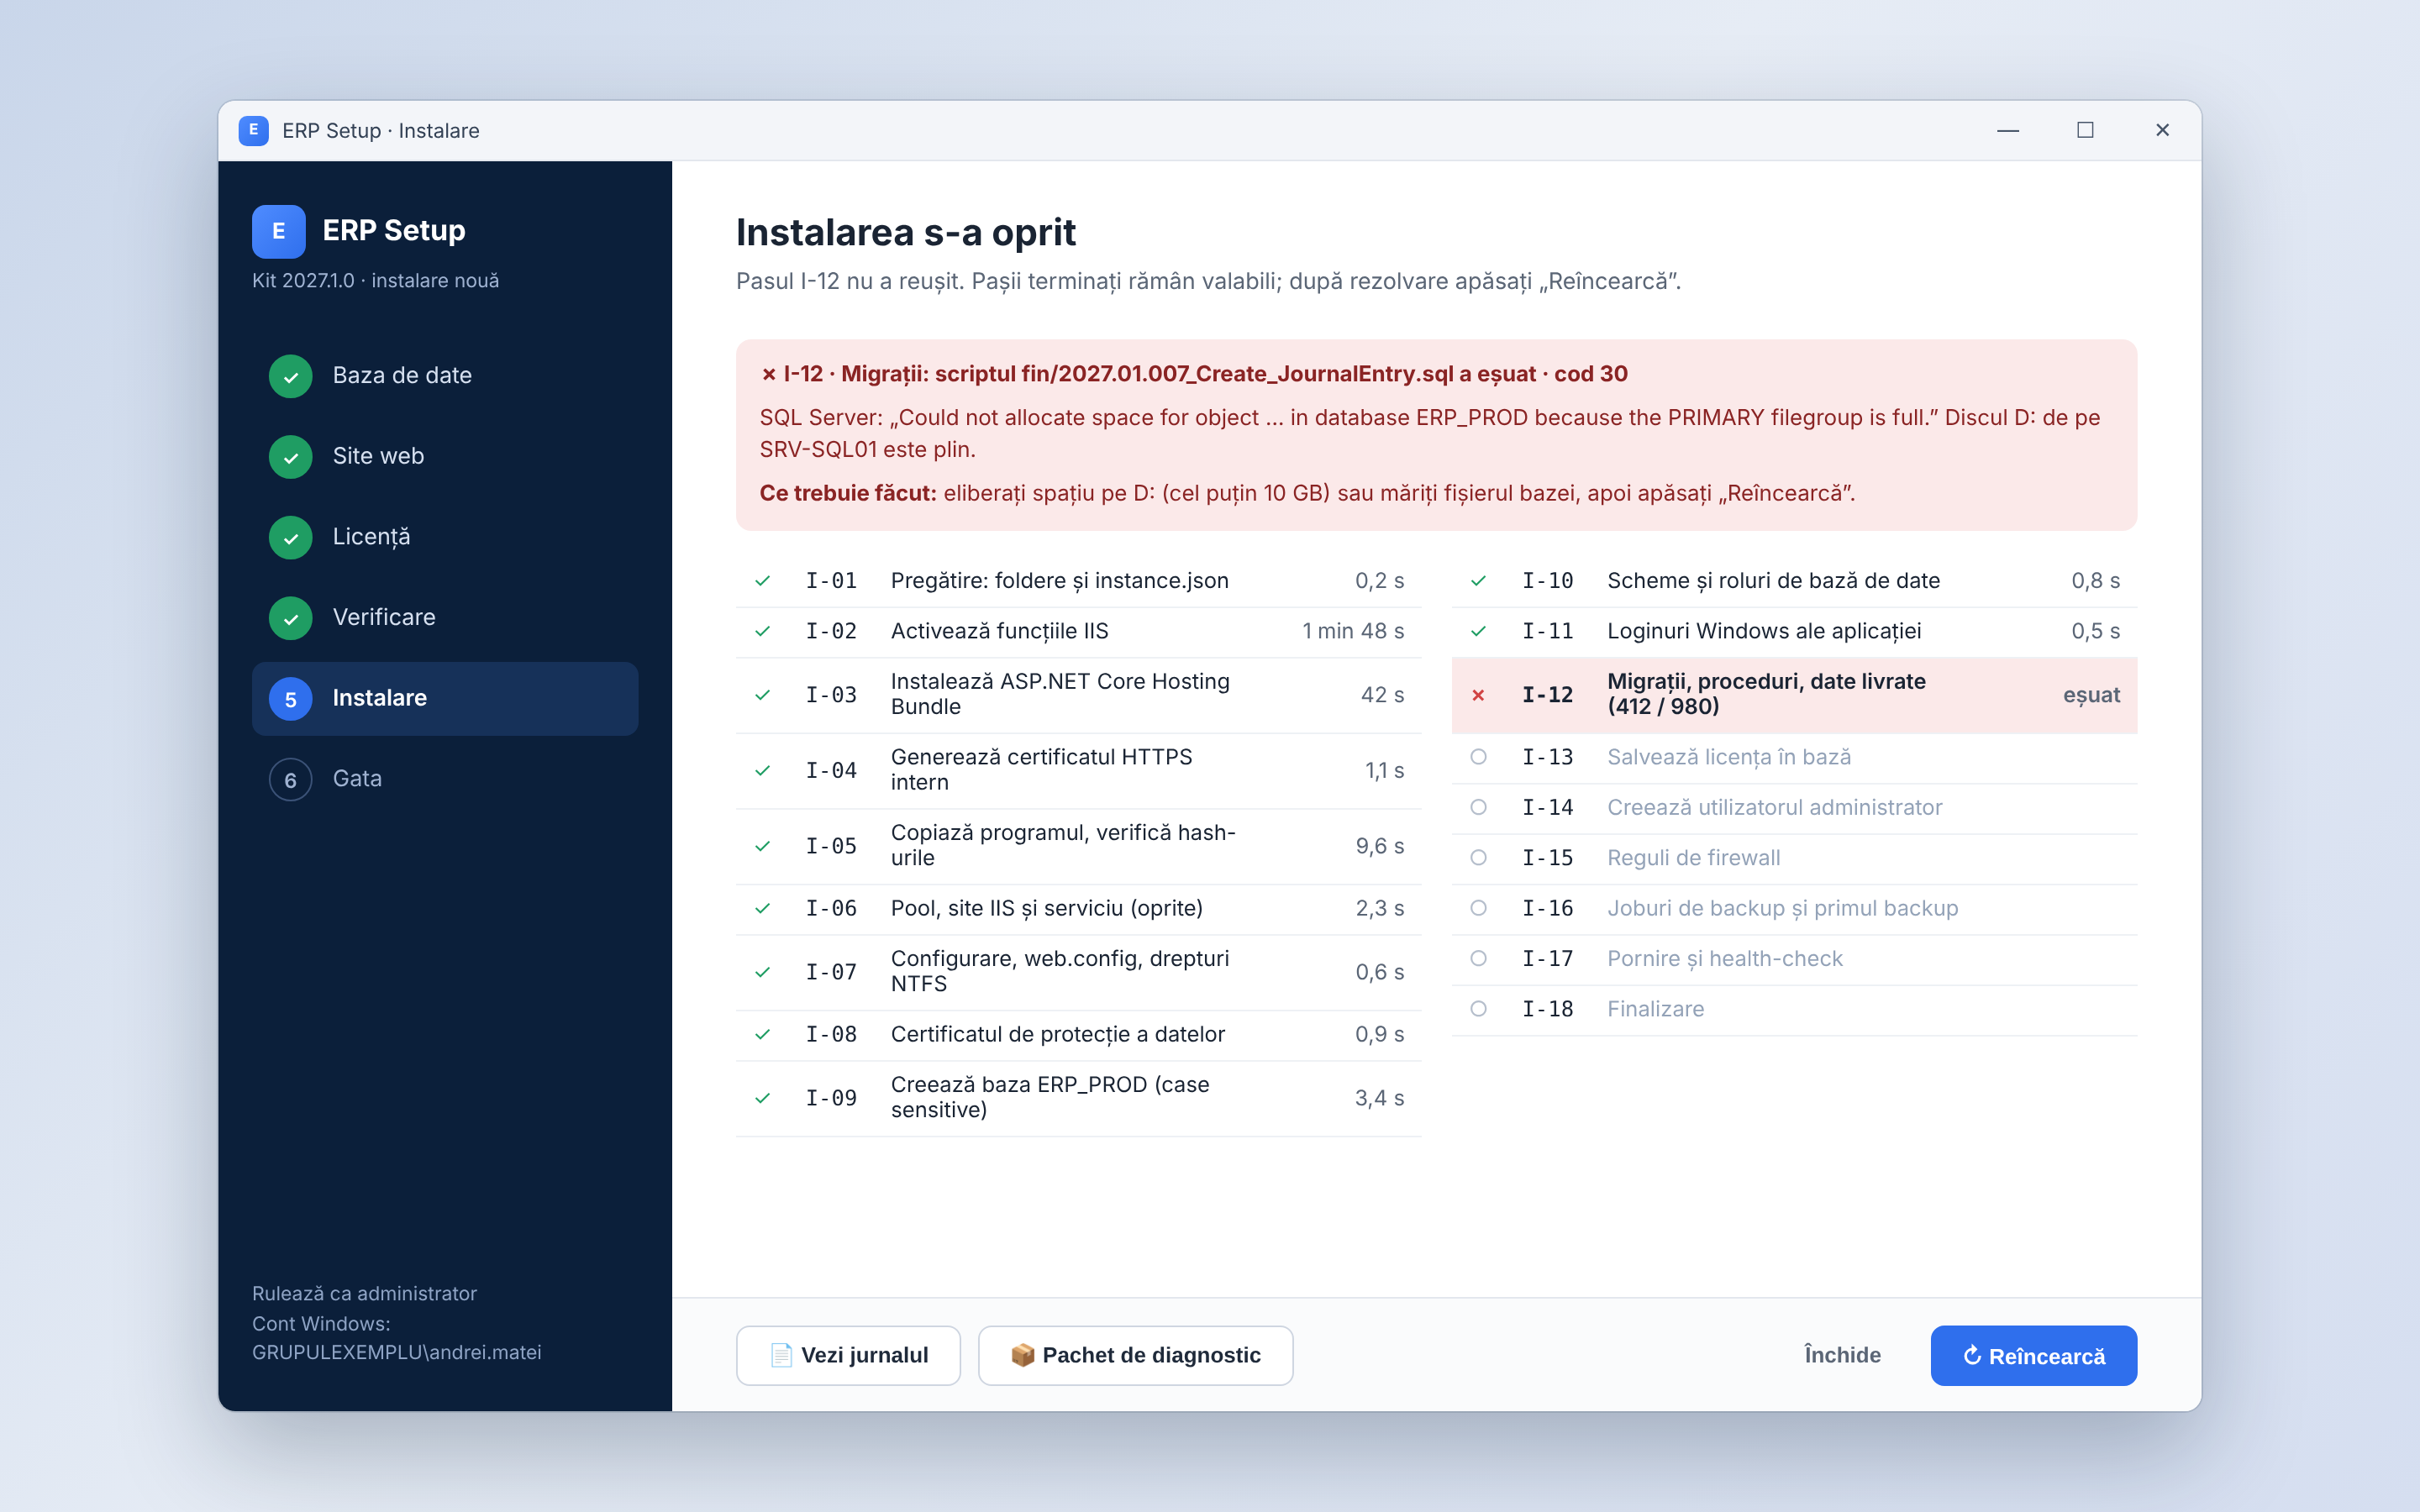 E ERP Setup · Instalare
E ERP Setup
Kit 2027.1.0 · instalare nouă
Baza de date
Site web
Licență
Verificare
5 Instalare
6 Gata
Rulează ca administrator
Cont Windows:
GRUPULEXEMPLU\andrei.matei
Instalarea s-a oprit
Pasul I-12 nu a reușit. Pașii terminați rămân valabili; după rezolvare apăsați „Reîncearcă”.
× I-12 · Migrații: scriptul fin/2027.01.007_Create_JournalEntry.sql a eșuat · cod 30
SQL Server: „Could not allocate space for object … in database ERP_PROD because the PRIMARY filegroup is full.” Discul D: de pe
SRV-SQL01 este plin.
Ce trebuie făcut: eliberați spațiu pe D: (cel puțin 10 GB) sau măriți fișierul bazei, apoi apăsați „Reîncearcă”.
I-01 Pregătire: foldere și instance.json 0,2 s
I-02 Activează funcțiile IIS 1 min 48 s
I-03 Instalează ASP.NET Core Hosting
Bundle 42 s
I-04 Generează certificatul HTTPS
intern 1,1 s
I-05 Copiază programul, verifică hash-
urile 9,6 s
I-06 Pool, site IIS și serviciu (oprite) 2,3 s
I-07 Configurare, web.config, drepturi
NTFS 0,6 s
I-08 Certificatul de protecție a datelor 0,9 s
I-09 Creează baza ERP_PROD (case
sensitive) 3,4 s
I-10 Scheme și roluri de bază de date 0,8 s
I-11 Loginuri Windows ale aplicației 0,5 s
I-12 Migrații, proceduri, date livrate
(412 / 980) eșuat
I-13 Salvează licența în bază
I-14 Creează utilizatorul administrator
I-15 Reguli de firewall
I-16 Joburi de backup și primul backup
I-17 Pornire și health-check
I-18 Finalizare
Vezi jurnalul
Pachet de diagnostic
Închide
↻ Reîncearcă